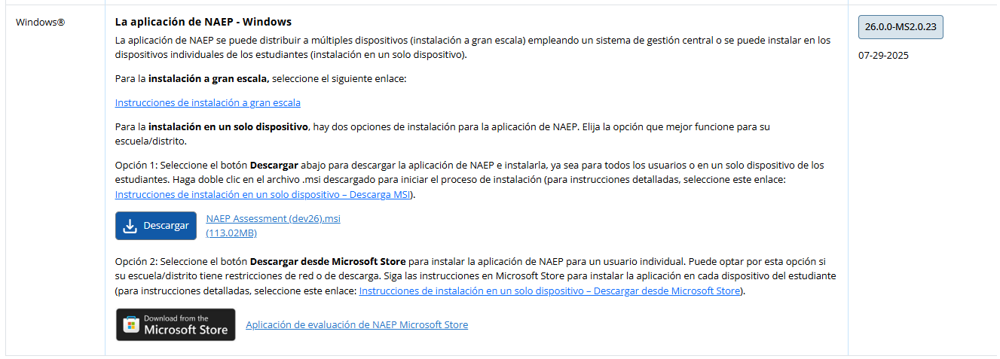 Windows®
La aplicación de NAEP - Windows
La aplicación de NAEP se puede distribuir a múltiples dispositivos (instalación a gran escala) empleando un sistema de gestión central o se puede instalar en los
dispositivos individuales de los estudiantes (instalación en un solo dispositivo).
Para la instalación a gran escala, seleccione el siguiente enlace:
Instrucciones de instalación a gran escala
Para la instalación en un solo dispositivo, hay dos opciones de instalación para la aplicación de NAEP. Elija la opción que mejor funcione para su
escuela/distrito.
Opción 1: Seleccione el botón Descargar abajo para descargar la aplicación de NAEP e instalarla, ya sea para todos los usuarios o en un solo dispositivo de los
estudiantes. Haga doble clic en el archivo .msi descargado para iniciar el proceso de instalación (para instrucciones detalladas, seleccione este enlace:
Instrucciones de instalación en un solo dispositivo – Descarga MSI).
Descargar
NAEP Assessment (dev26).msi
(113.02MB)
Opción 2: Seleccione el botón Descargar desde Microsoft Store para instalar la aplicación de NAEP para un usuario individual. Puede optar por esta opción si
su escuela/distrito tiene restricciones de red o de descarga. Siga las instrucciones en Microsoft Store para instalar la aplicación en cada dispositivo del estudiante
(para instrucciones detalladas, seleccione este enlace: Instrucciones de instalación en un solo dispositivo – Descargar desde Microsoft Store).
Download from the
Microsoft Store
Aplicación de evaluación de NAEP Microsoft Store
26.0.0-MS2.0.23
07-29-2025